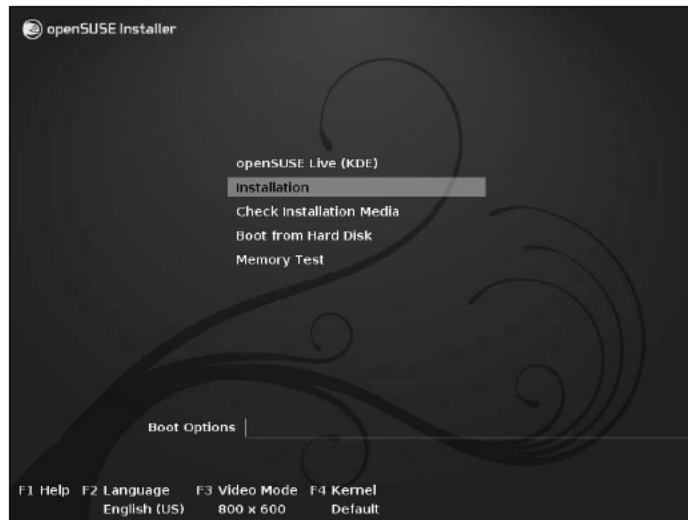 openSUSE Installer
openSUSE Live (KDE)
Installation
Check Installation Media
Boot from Hard Disk
Memory Test
Boot Options
F1 Help F2 Language F3 Video Mode F4 Kernel
English (US) 800 x 600 Default